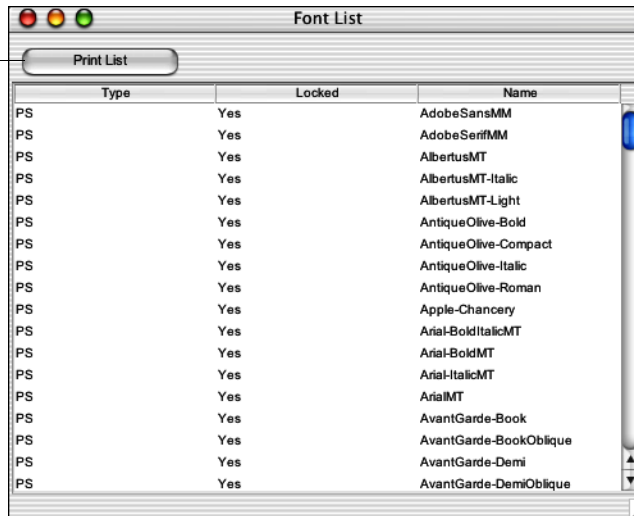 Font List
Print List
Type Locked Name
PS Yes AdobeSansMM
PS Yes AdobeSerifMM
PS Yes AlbertusMT
PS Yes AlbertusMT-Italic
PS Yes AlbertusMT-Light
PS Yes AntiqueOlive-Bold
PS Yes AntiqueOlive-Compact
PS Yes AntiqueOlive-Italic
PS Yes AntiqueOlive-Roman
PS Yes Apple-Chancery
PS Yes Arial-BoldItalicMT
PS Yes Arial-BoldMT
PS Yes Arial-ItalicMT
PS Yes ArialMT
PS Yes AvantGarde-Book
PS Yes AvantGarde-BookOblique
PS Yes AvantGarde-Demi
PS Yes AvantGarde-DemiOblique